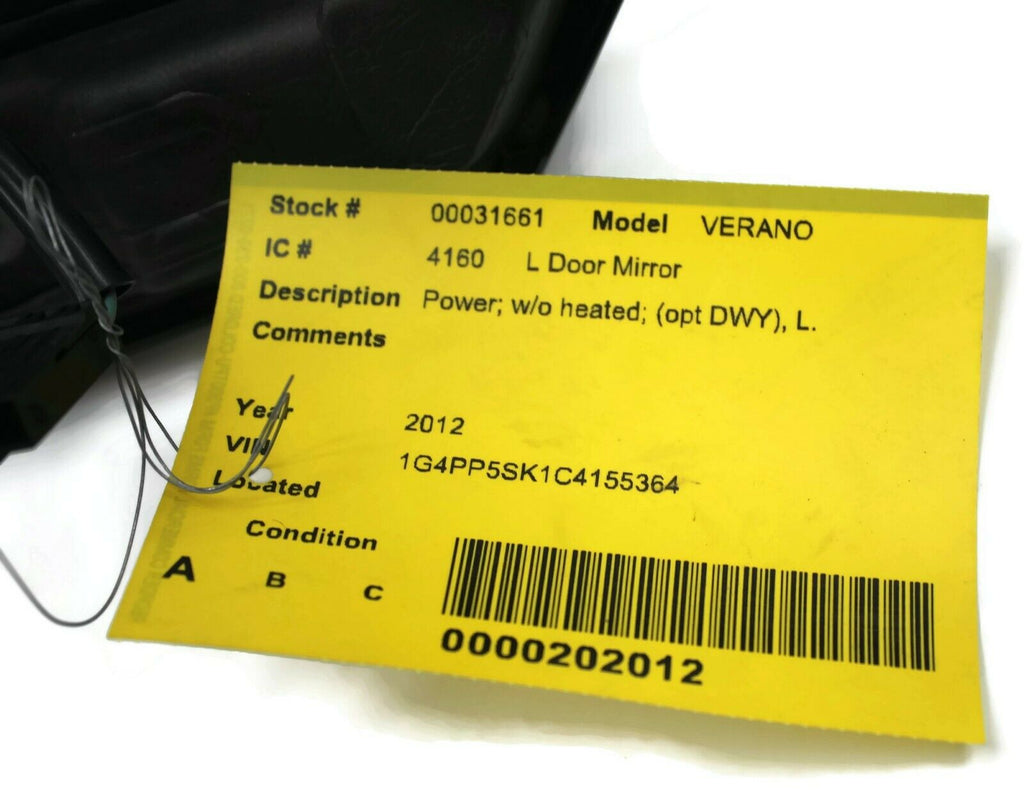 Stock # 00031661 Model VERANO
IC # 4160 L Door Mirror
Description Power; w/o heated; (opt DWY), L.
Comments
Year 2012
VIN 1G4PP5SK1C4155364
Located
Condition
A B C
0000202012